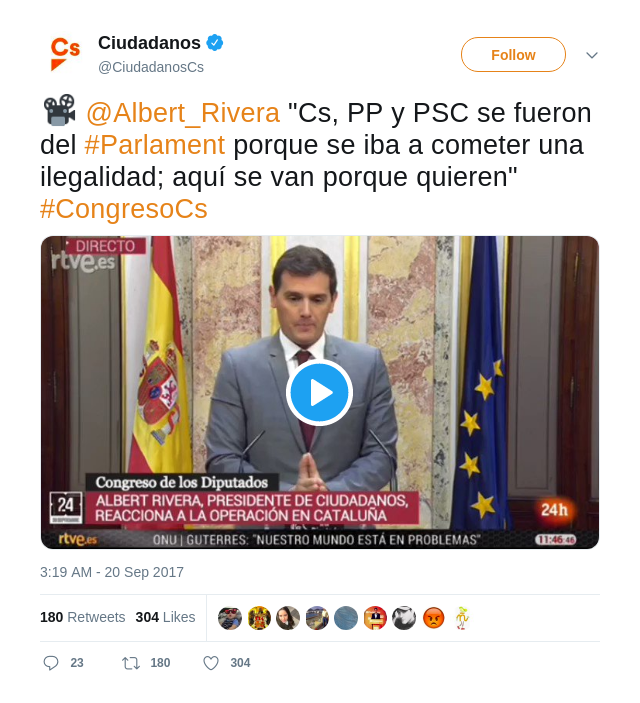 Cs
Ciudadanos
@CiudadanosCs
Follow
@Albert_Rivera "Cs, PP y PSC se fueron
del #Parlament porque se iba a cometer una
ilegalidad; aquí se van porque quieren"
#CongresoCs
DIRECTO
rtve.es
Congreso de los Diputados
24
ALBERT RIVERA, PRESIDENTE DE CIUDADANOS,
REACCIONA A LA OPERACIÓN EN CATALUÑA
24h
rtve.es ONU | GUTERRES: "NUESTRO MUNDO ESTÁ EN PROBLEMAS" 11:46:46
3:19 AM - 20 Sep 2017
180 Retweets 304 Likes
23 180 304